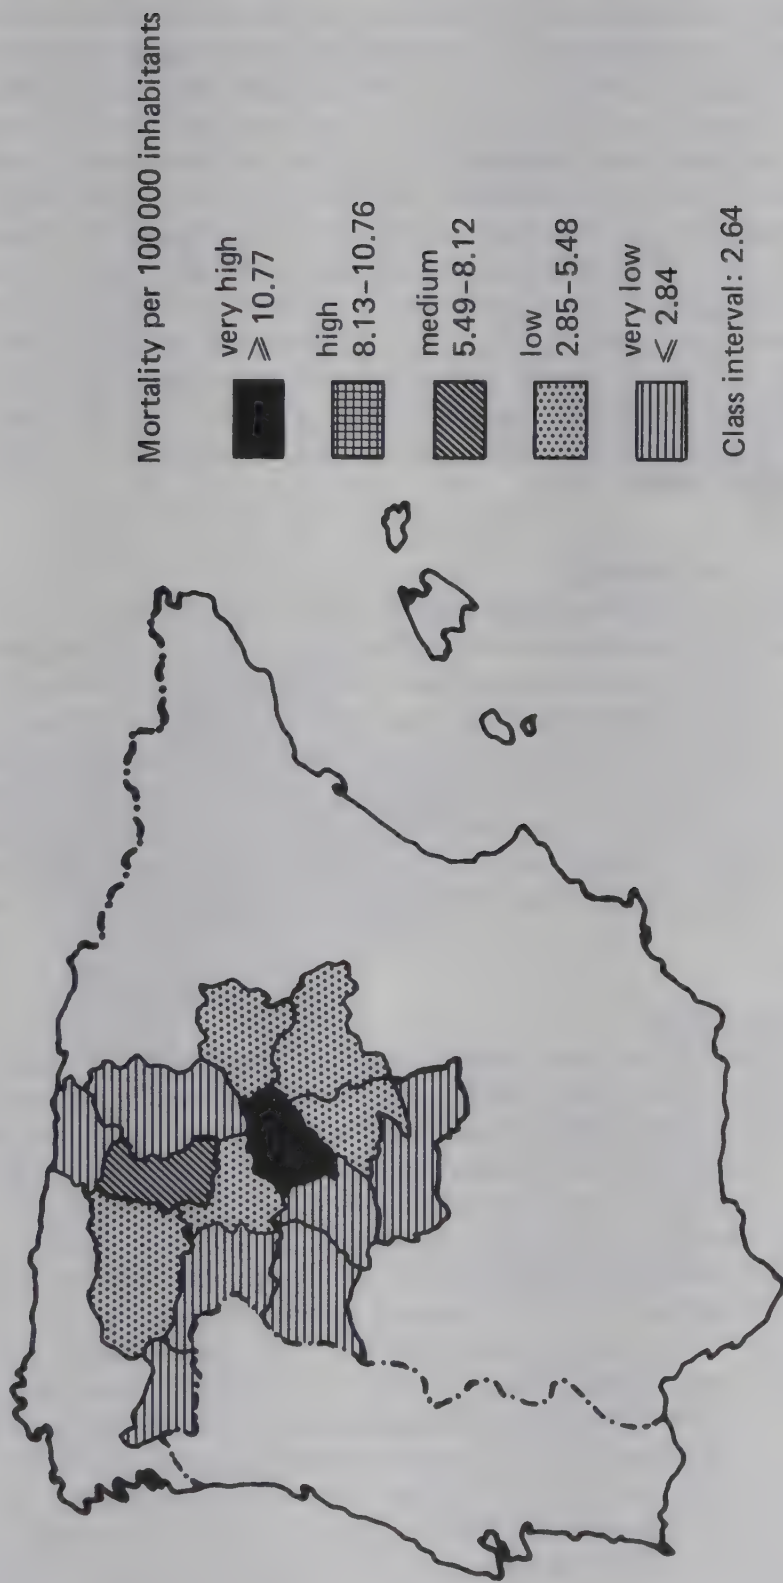 Mortality per 100 000 inhabitants
very high
⩾ 10.77
high
8.13–10.76
medium
5.49–8.12
low
2.85–5.48
very low
⩽ 2.84
Class interval: 2.64